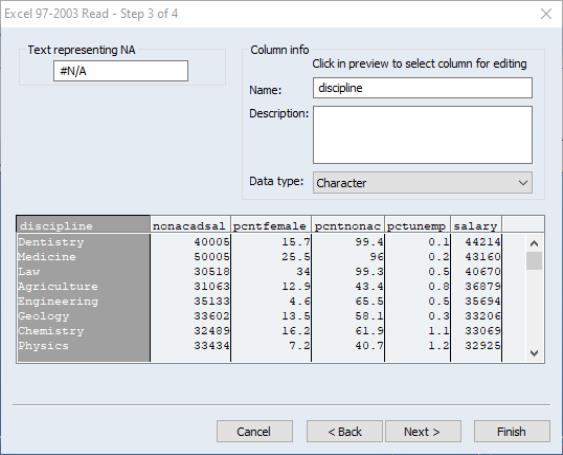 Excel 97-2003 Read - Step 3 of 4
Text representing NA
#N/A
Column info
Click in preview to select column for editing
Name: discipline
Description:
Data type: Character
discipline nonacadsal pcntfemale pcntnonac pctunemp salary
Dentistry 40005 15.7 99.4 0.1 44214
Medicine 50005 25.5 96 0.2 43160
Law 30518 34 99.3 0.5 40670
Agriculture 31063 12.9 43.4 0.8 36879
Engineering 35133 4.6 65.5 0.5 35694
Geology 33602 13.5 58.1 0.3 33206
Chemistry 32489 16.2 61.9 1.1 33069
Physics 33434 7.2 40.7 1.2 32925
Cancel < Back Next > Finish